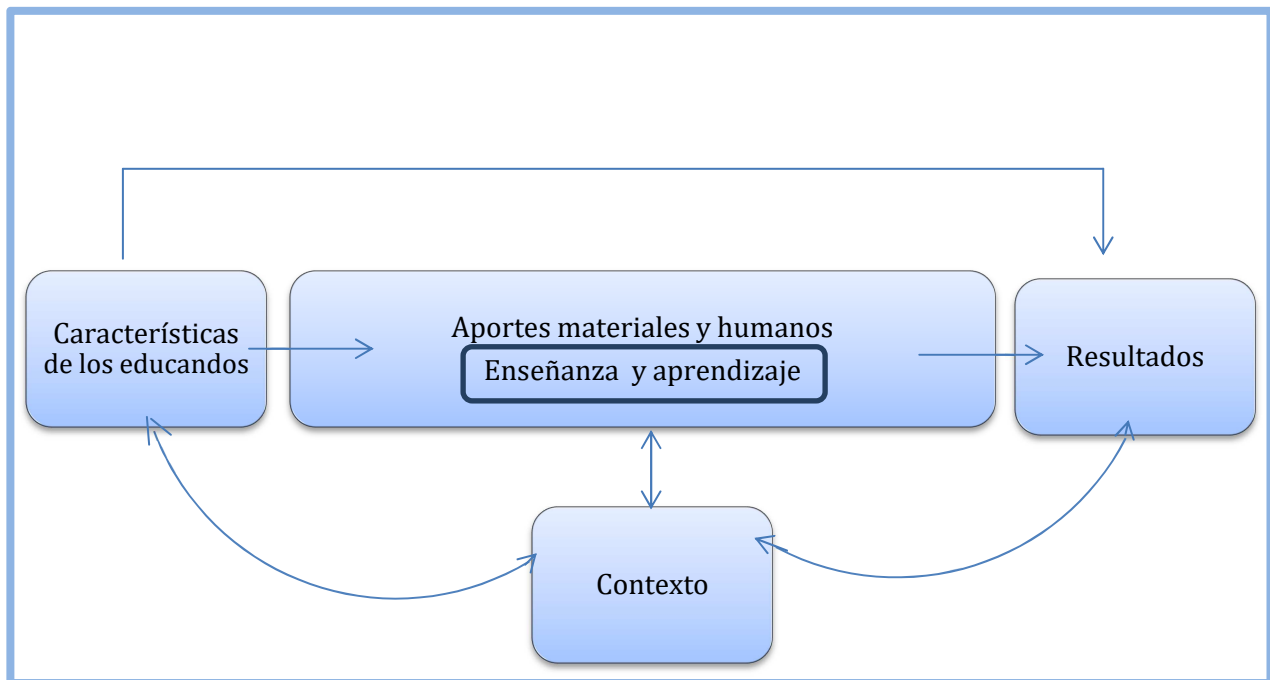 Características
de los educandos
Aportes materiales y humanos
Enseñanza  y aprendizaje
Resultados
Contexto